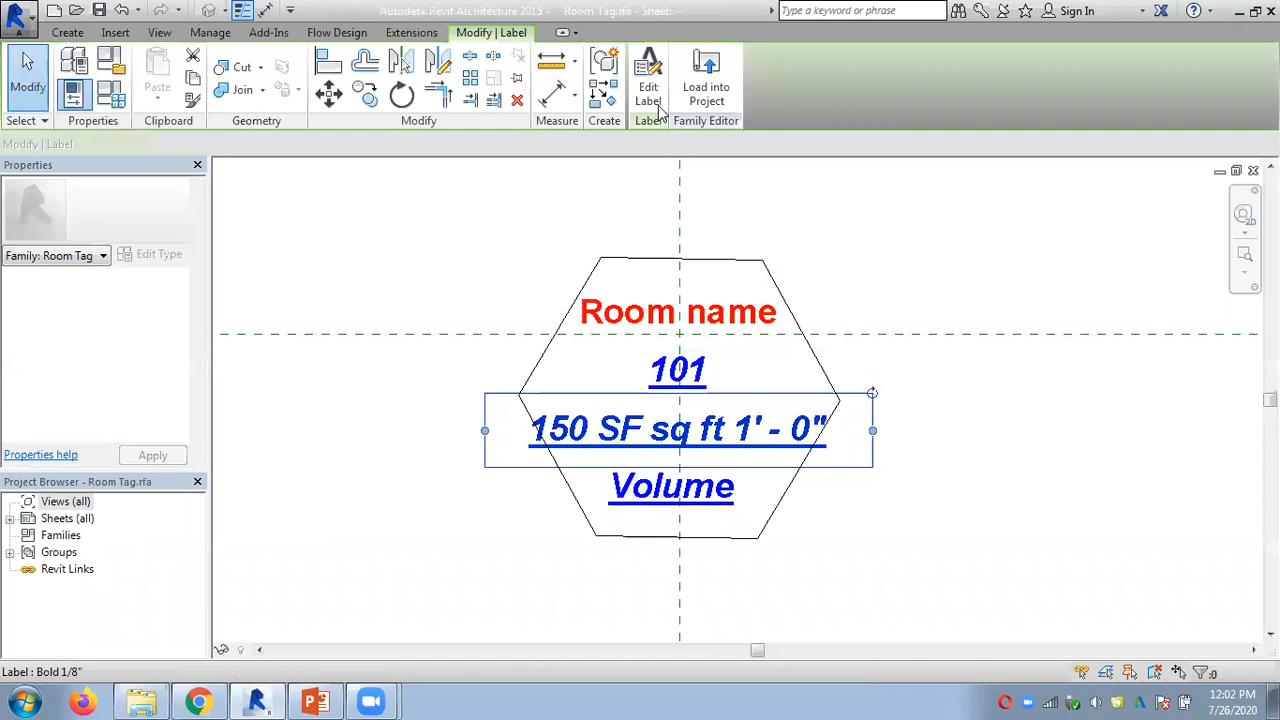 Autodesk Revit Architecture 2015 - Room Tag.rfa - Sheet: -
Type a keyword or phrase
Sign In
Create Insert View Manage Add-Ins Flow Design Extensions Modify | Label
Modify
Paste
Cut
Join
Edit
Label
Load into
Project
Select Properties Clipboard Geometry Modify Measure Create Label Family Editor
Modify | Label
Properties
Family: Room Tag
Edit Type
Properties help
Apply
Project Browser - Room Tag.rfa
Views (all)
Sheets (all)
Families
Groups
Revit Links
Room name
101
150 SF sq ft 1' - 0"
Volume
2D
Label : Bold 1/8"
:0
12:02 PM
7/26/2020